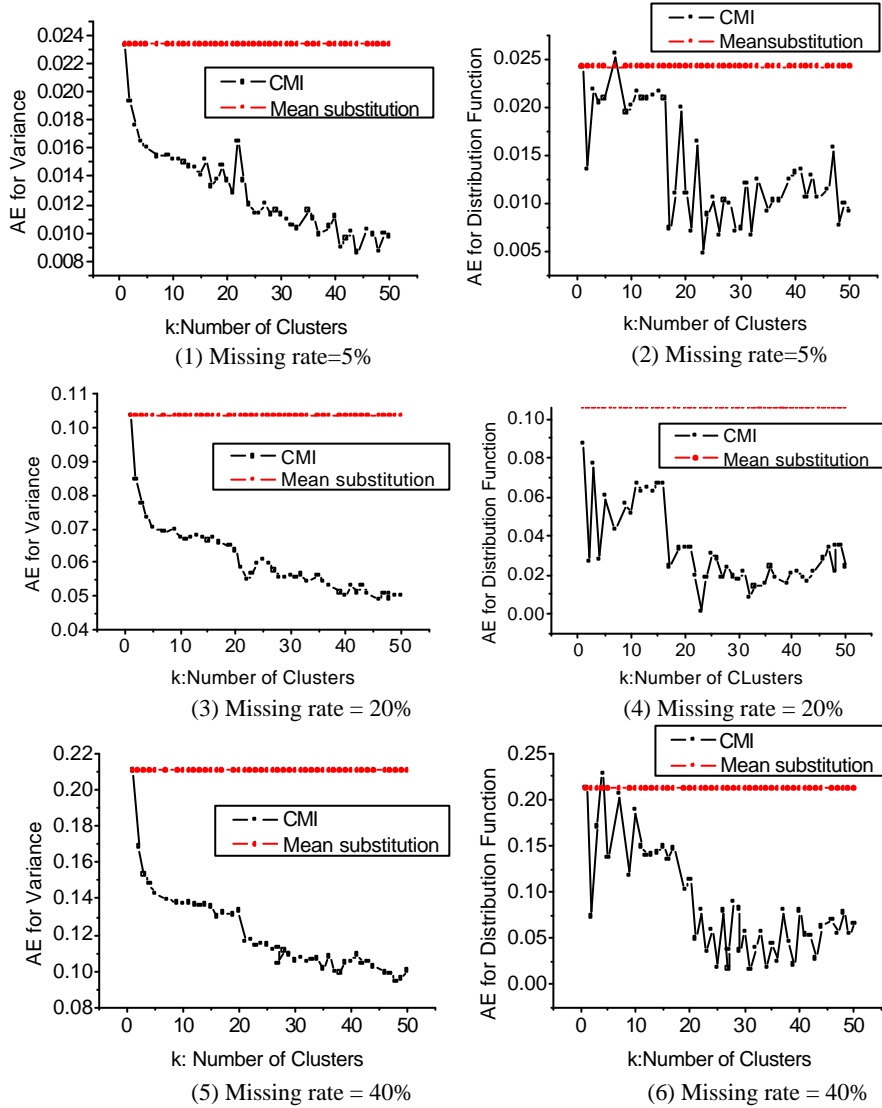 0.024
0.022
0.020
0.018
0.016
0.014
0.012
0.010
0.008
AE for Variance
CMI
Mean substitution
0 10 20 30 40 50
k:Number of Clusters
(1) Missing rate=5%
0.025
0.020
0.015
0.010
0.005
AE for Distribution Function
CMI
Meansubstitution
0 10 20 30 40 50
k:Number of Clusters
(2) Missing rate=5%
0.11
0.10
0.09
0.08
0.07
0.06
0.05
0.04
AE for Variance
CMI
Mean substitution
0 10 20 30 40 50
k:Number of Clusters
(3) Missing rate = 20%
0.10
0.08
0.06
0.04
0.02
0.00
AE for Distribution Function
CMI
Mean substitution
0 10 20 30 40 50
k:Number of CLusters
(4) Missing rate = 20%
0.22
0.20
0.18
0.16
0.14
0.12
0.10
0.08
AE for Variance
CMI
Mean substitution
0 10 20 30 40 50
k: Number of Clusters
(5) Missing rate = 40%
0.25
0.20
0.15
0.10
0.05
0.00
AE for Distribution Function
CMI
Mean substitution
0 10 20 30 40 50
k:Number of Clusters
(6) Missing rate = 40%